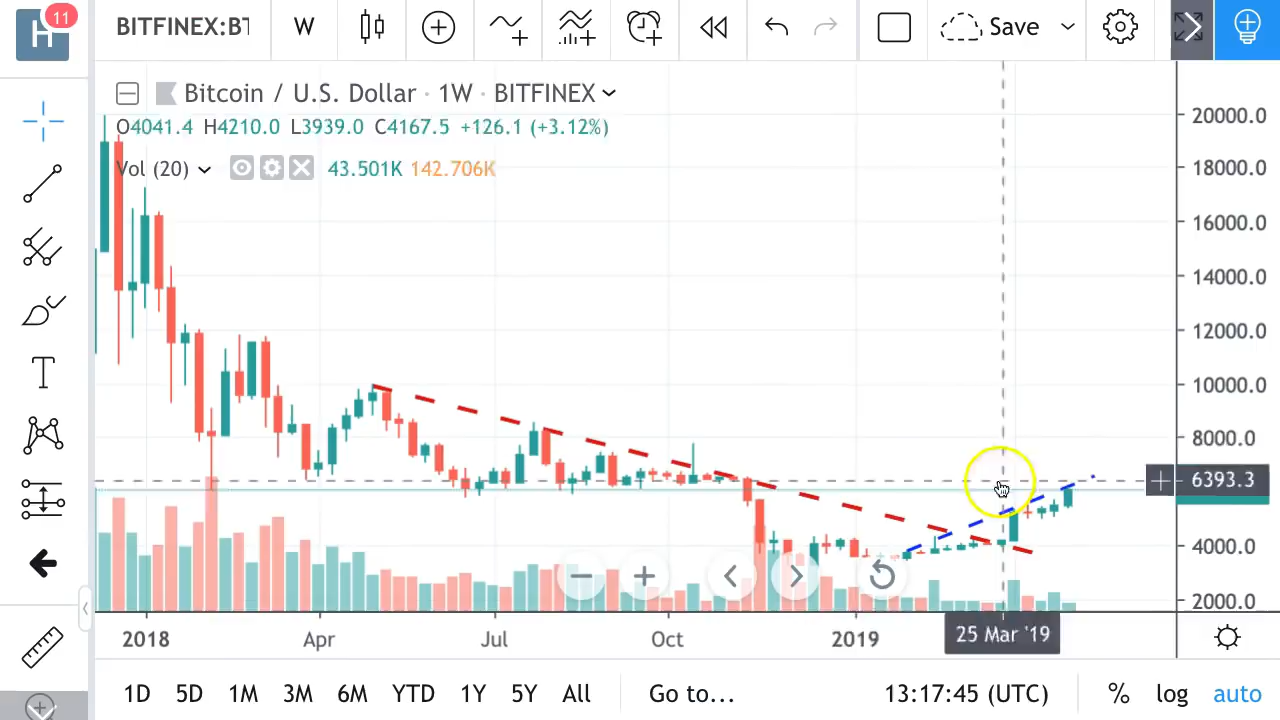 11
H BITFINEX:BT W Save
Bitcoin / U.S. Dollar · 1W · BITFINEX
O4041.4 H4210.0 L3939.0 C4167.5 +126.1 (+3.12%)
Vol (20) 43.501K 142.706K
20000.0
18000.0
16000.0
14000.0
12000.0
10000.0
8000.0
6393.3
4000.0
2000.0
T
2018 Apr Jul Oct 2019 25 Mar '19
1D 5D 1M 3M 6M YTD 1Y 5Y All Go to... 13:17:45 (UTC) % log auto